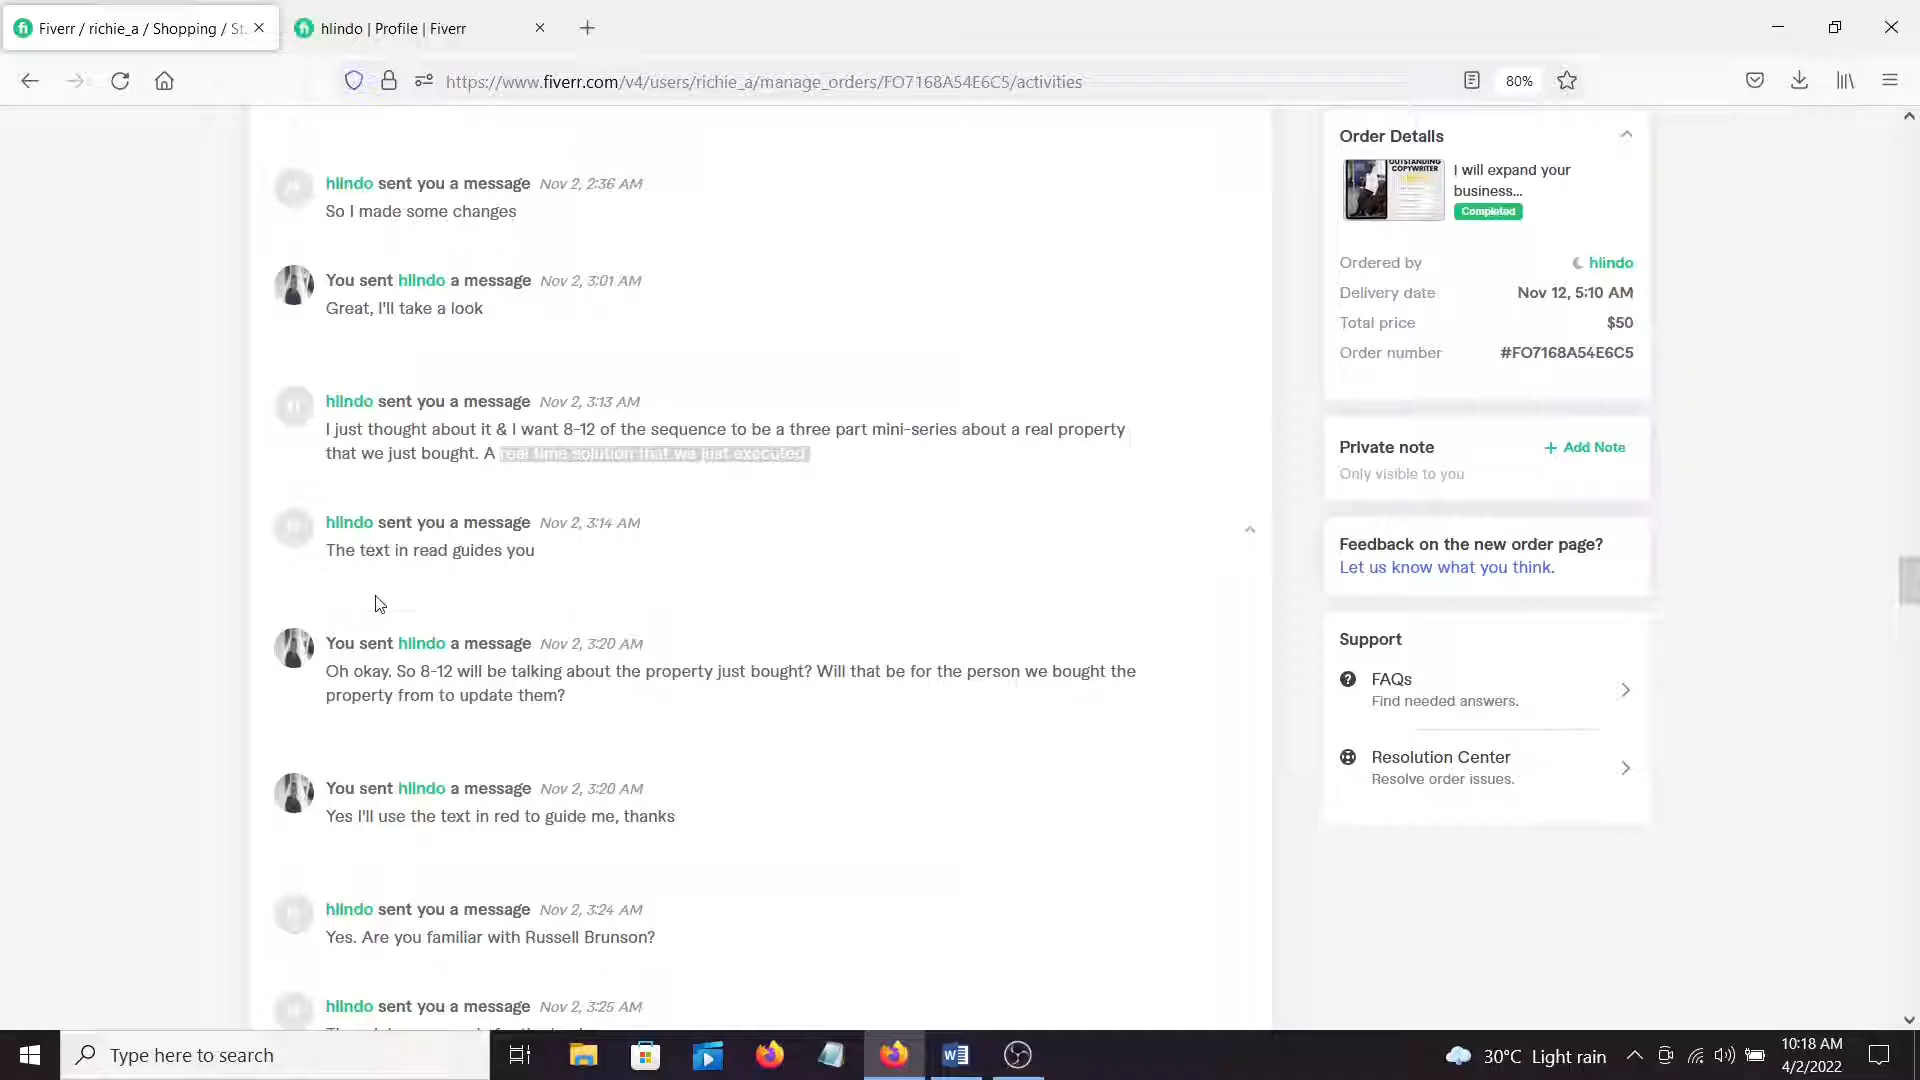 Fiverr / richie_a / Shopping / St
hlindo | Profile | Fiverr
https://www.fiverr.com/v4/users/richie_a/manage_orders/FO7168A54E6C5/activities
80%
hlindo sent you a message Nov 2, 2:36 AM
So I made some changes
You sent hlindo a message Nov 2, 3:01 AM
Great, I'll take a look
hlindo sent you a message Nov 2, 3:13 AM
I just thought about it & I want 8-12 of the sequence to be a three part mini-series about a real property
that we just bought. A real time solution that we just executed
hlindo sent you a message Nov 2, 3:14 AM
The text in read guides you
You sent hlindo a message Nov 2, 3:20 AM
Oh okay. So 8-12 will be talking about the property just bought? Will that be for the person we bought the
property from to update them?
You sent hlindo a message Nov 2, 3:20 AM
Yes I'll use the text in red to guide me, thanks
hlindo sent you a message Nov 2, 3:24 AM
Yes. Are you familiar with Russell Brunson?
hlindo sent you a message Nov 2, 3:25 AM
Order Details
OUTSTANDING
COPYWRITER
I will expand your
business...
Completed
Ordered by hlindo
Delivery date Nov 12, 5:10 AM
Total price $50
Order number #FO7168A54E6C5
Private note
+ Add Note
Only visible to you
Feedback on the new order page?
Let us know what you think.
Support
FAQs
Find needed answers.
Resolution Center
Resolve order issues.
Type here to search
30°C Light rain
10:18 AM
4/2/2022